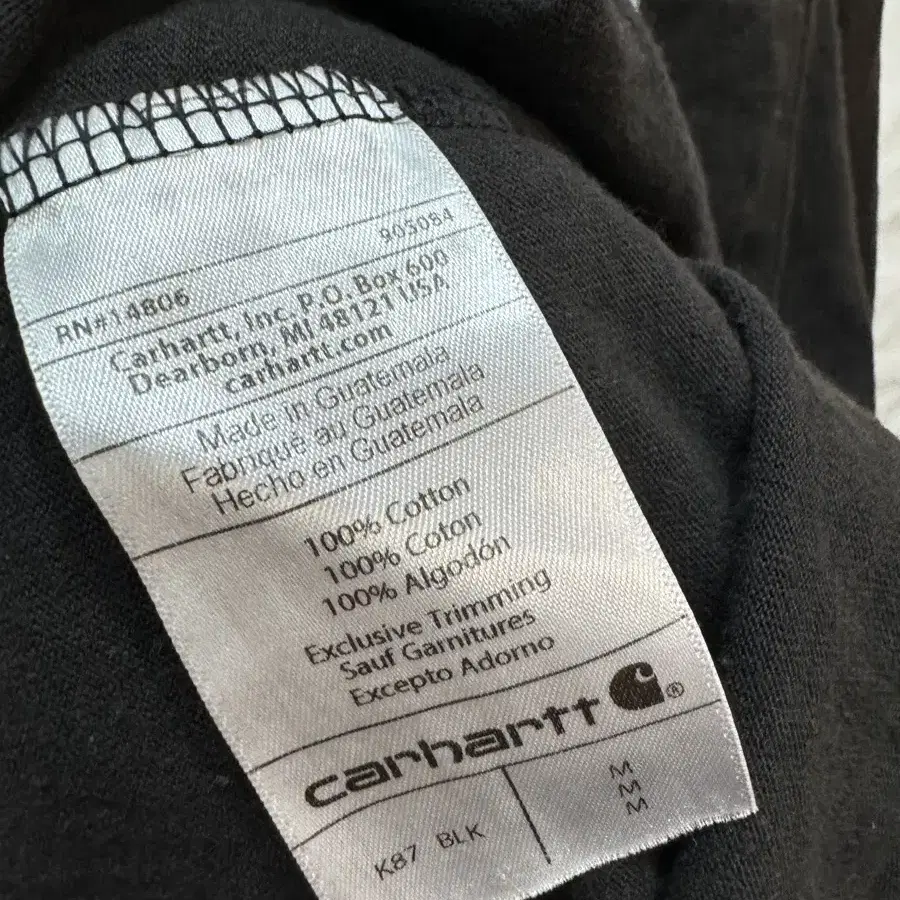 905084
RN#14806
Carhartt, Inc. P.O. Box 600
Dearborn, MI 48121 USA
carhartt.com
Made in Guatemala
Fabriqué au Guatemala
Hecho en Guatemala
100% Cotton
100% Coton
100% Algodón
Exclusive Trimming
Sauf Garnitures
Excepto Adorno
carhartt ®
K87 BLK
M
M
M